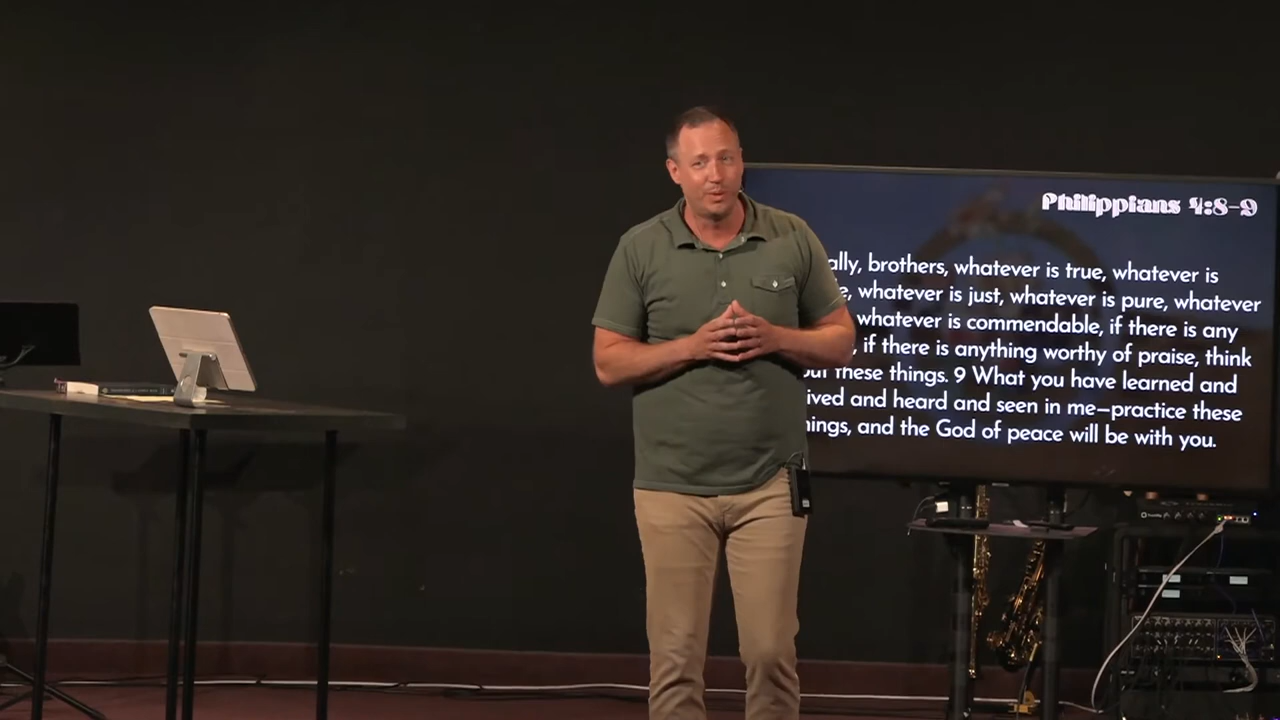 Philippians 4:8-9
ally, brothers, whatever is true, whatever is
e, whatever is just, whatever is pure, whatever
whatever is commendable, if there is any
, if there is anything worthy of praise, think
out these things. 9 What you have learned and
ived and heard and seen in me—practice these
hings, and the God of peace will be with you.